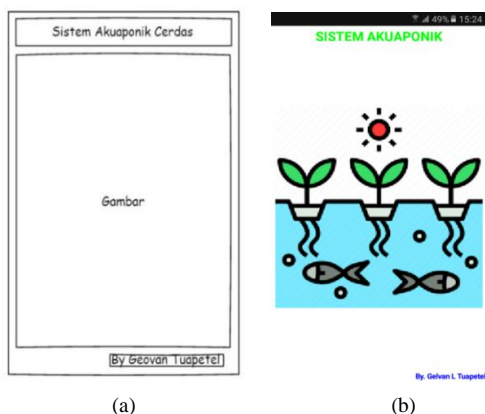 Sistem Akuaponik Cerdas
Gambar
By Geovan Tuapetel
(a)
49% 15:24
SISTEM AKUAPONIK
By. Gelvan L Tuapetel
(b)